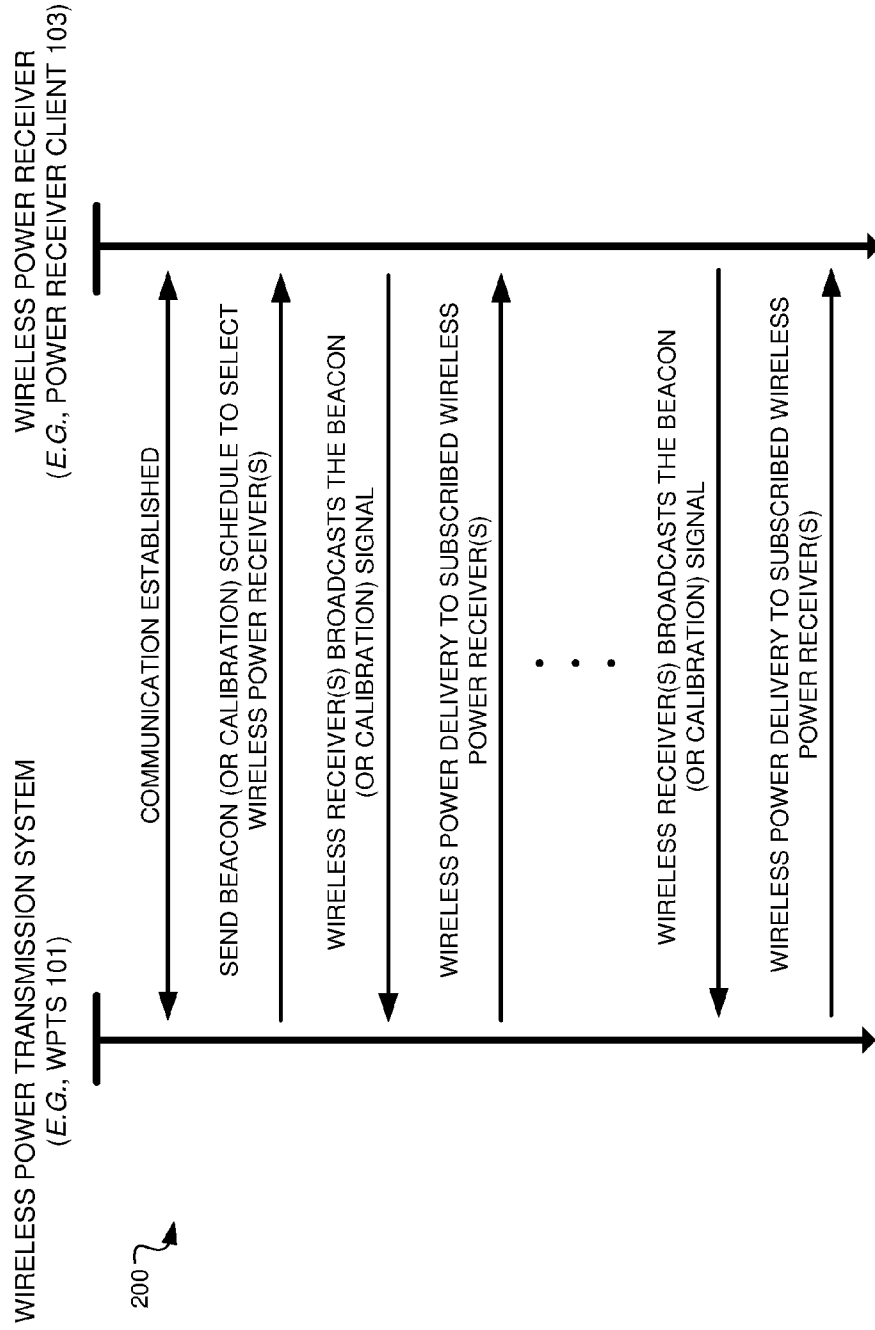 WIRELESS POWER TRANSMISSION SYSTEM
(E.G., WPTS 101)
WIRELESS POWER RECEIVER
(E.G., POWER RECEIVER CLIENT 103)
200
COMMUNICATION ESTABLISHED
SEND BEACON (OR CALIBRATION) SCHEDULE TO SELECT
WIRELESS POWER RECEIVER(S)
WIRELESS RECEIVER(S) BROADCASTS THE BEACON
(OR CALIBRATION) SIGNAL
WIRELESS POWER DELIVERY TO SUBSCRIBED WIRELESS
POWER RECEIVER(S)
WIRELESS RECEIVER(S) BROADCASTS THE BEACON
(OR CALIBRATION) SIGNAL
WIRELESS POWER DELIVERY TO SUBSCRIBED WIRELESS
POWER RECEIVER(S)